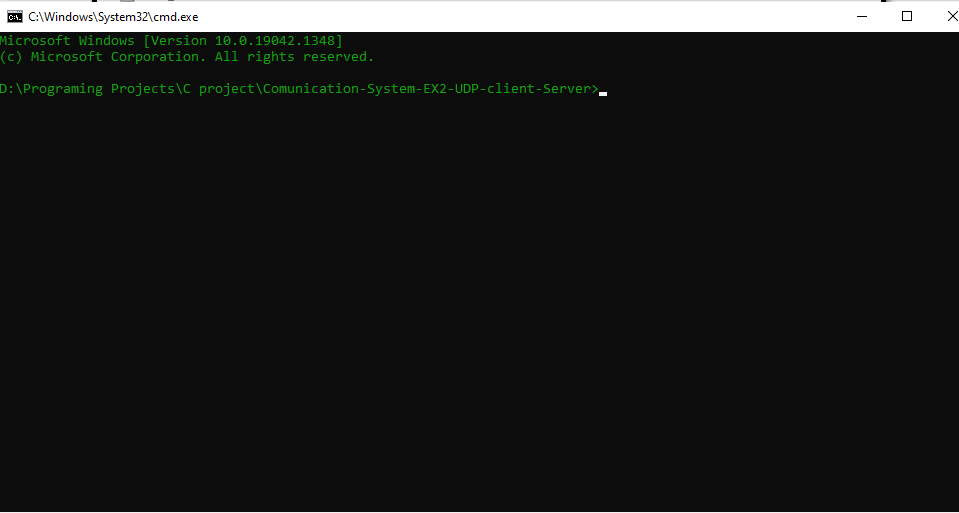 C:\Windows\System32\cmd.exe
Microsoft Windows [Version 10.0.19042.1348]
(c) Microsoft Corporation. All rights reserved.
D:\Programing Projects\C project\Comunication-System-EX2-UDP-client-Server>